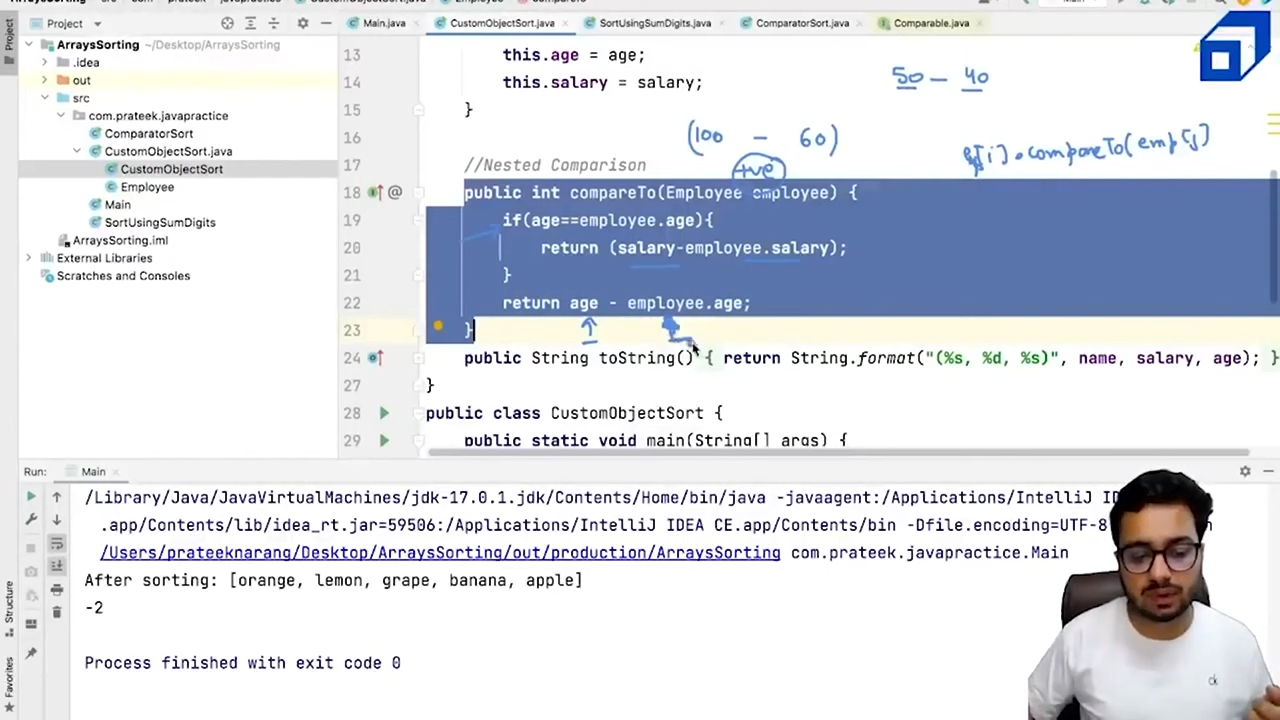 Project
ArraysSorting ~/Desktop/ArraysSorting
.idea
out
src
com.prateek.javapractice
ComparatorSort
CustomObjectSort.java
CustomObjectSort
Employee
Main
SortUsingSumDigits
ArraysSorting.iml
External Libraries
Scratches and Consoles
Project
Structure
Favorites
Main.java CustomObjectSort.java SortUsingSumDigits.java ComparatorSort.java Comparable.java
13 this.age = age;
14 this.salary = salary;
15 }
16
17 //Nested Comparison
18 public int compareTo(Employee employee) {
19 if(age==employee.age){
20 return (salary-employee.salary);
21 }
22 return age - employee.age;
23 }
24 public String toString() { return String.format("(%s, %d, %s)", name, salary, age); }
27 }
28 public class CustomObjectSort {
29 public static void main(String[] args) {
50 - 40
(100 - 60)
+ve
[i].compareTo(emp[j])
Run: Main
/Library/Java/JavaVirtualMachines/jdk-17.0.1.jdk/Contents/Home/bin/java -javaagent:/Applications/IntelliJ ID
.app/Contents/lib/idea_rt.jar=59506:/Applications/IntelliJ IDEA CE.app/Contents/bin -Dfile.encoding=UTF-8
/Users/prateeknarang/Desktop/ArraysSorting/out/production/ArraysSorting com.prateek.javapractice.Main
After sorting: [orange, lemon, grape, banana, apple]
-2
Process finished with exit code 0